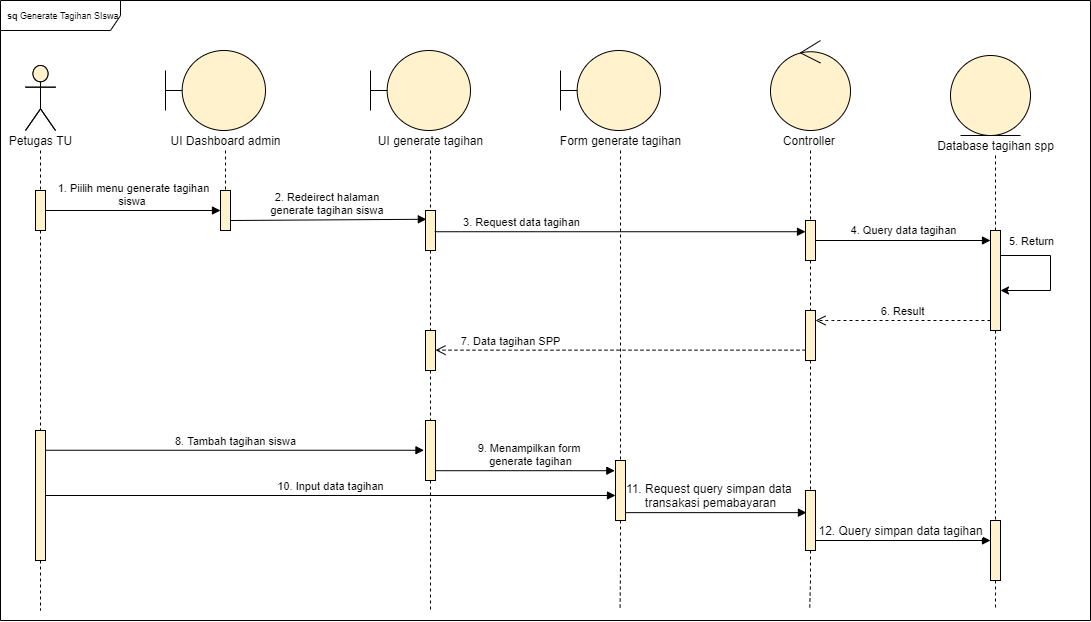 sq Generate Tagihan SIswa
Petugas TU
UI Dashboard admin
UI generate tagihan
Form generate tagihan
Controller
Database tagihan spp
1. Piilih menu generate tagihan
siswa
2. Redeirect halaman
generate tagihan siswa
3. Request data tagihan
4. Query data tagihan
5. Return
6. Result
7. Data tagihan SPP
8. Tambah tagihan siswa
9. Menampilkan form
generate tagihan
10. Input data tagihan
11. Request query simpan data
transakasi pemabayaran
12. Query simpan data tagihan